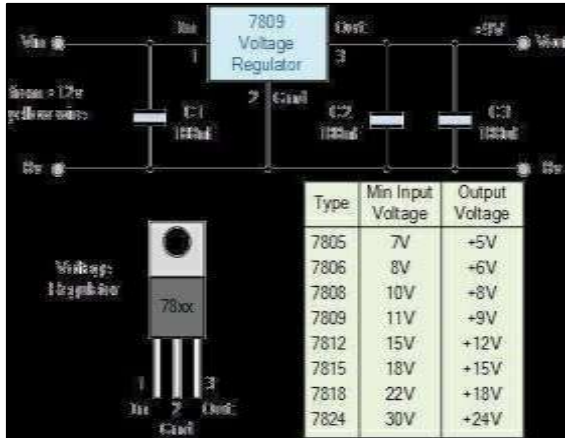 7809
Voltage
Regulator
In
Out
+9V
Vin
1
3
2 Gnd
C1
C2
C3
0v
0v
Type Min Input Voltage Output Voltage
7805 7V +5V
7806 8V +6V
7808 10V +8V
7809 11V +9V
7812 15V +12V
7815 18V +15V
7818 22V +18V
7824 30V +24V
Voltage
Regulator
78xx
1 2 3
In Out
Gnd